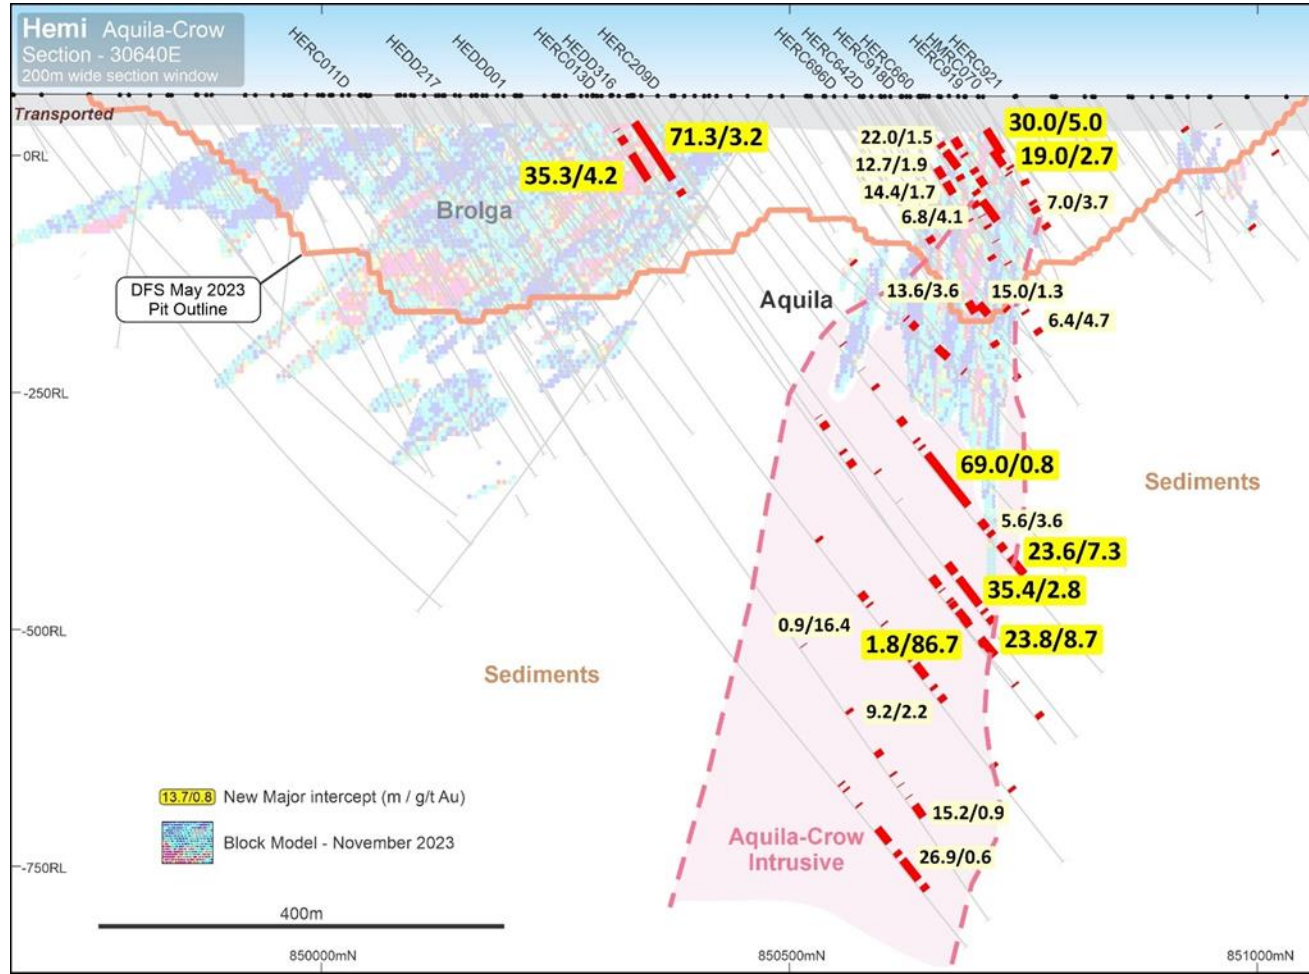 Hemi Aquila-Crow
Section - 30640E
200m wide section window
HERC011D
HEDD217
HEDD001
HERC013D
HEDD316
HERC209D
HERC696D
HERC642D
HERC918D
HERC660
HERC919
HMRC070
HERC921
Transported
0RL
-250RL
-500RL
-750RL
71.3/3.2
35.3/4.2
Brolga
DFS May 2023
Pit Outline
30.0/5.0
19.0/2.7
22.0/1.5
12.7/1.9
14.4/1.7
6.8/4.1
7.0/3.7
Aquila
13.6/3.6
15.0/1.3
6.4/4.7
69.0/0.8
Sediments
5.6/3.6
23.6/7.3
35.4/2.8
0.9/16.4
1.8/86.7
23.8/8.7
Sediments
9.2/2.2
15.2/0.9
Aquila-Crow
Intrusive
26.9/0.6
13.7/0.8 New Major intercept (m / g/t Au)
Block Model - November 2023
400m
850000mN
850500mN
851000mN